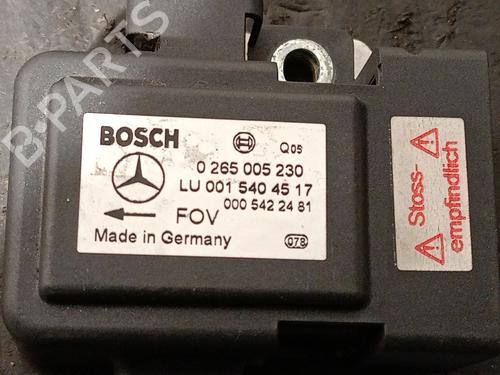 BOSCH
Q05
0 265 005 230
LU 001 540 45 17
000 542 24 81
FOV
Made in Germany
078
Stoss-
empfindlich
B-PARTS